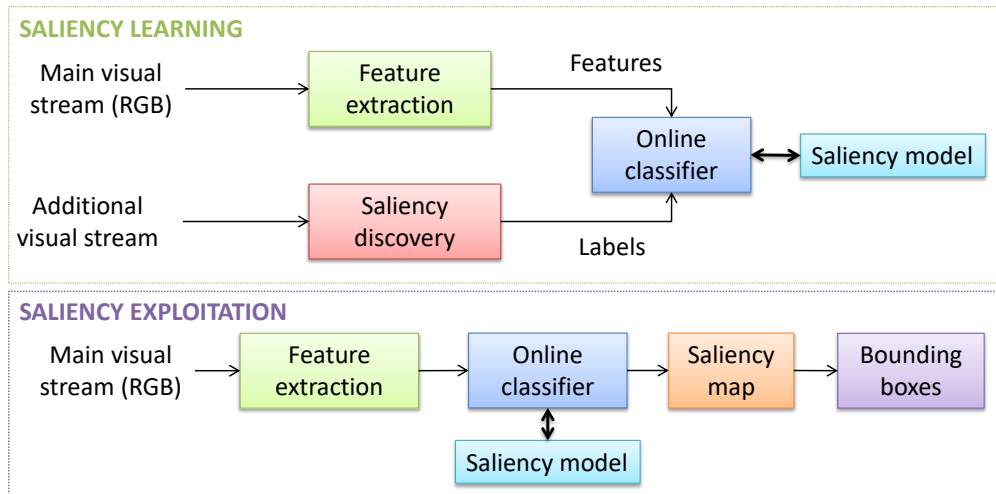 SALIENCY LEARNING
Main visual
stream (RGB)
Feature
extraction
Features
Online
classifier
Saliency model
Additional
visual stream
Saliency
discovery
Labels
SALIENCY EXPLOITATION
Main visual
stream (RGB)
Feature
extraction
Online
classifier
Saliency
map
Bounding
boxes
Saliency model